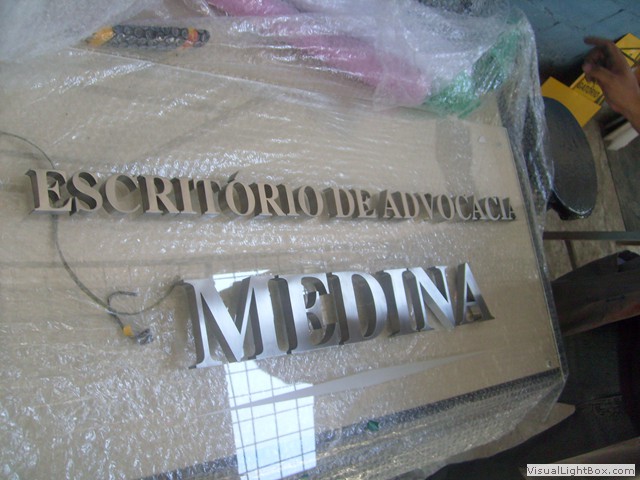 ESCRITÓRIO DE ADVOCACIA
MEDINA
VisualLightBox.com